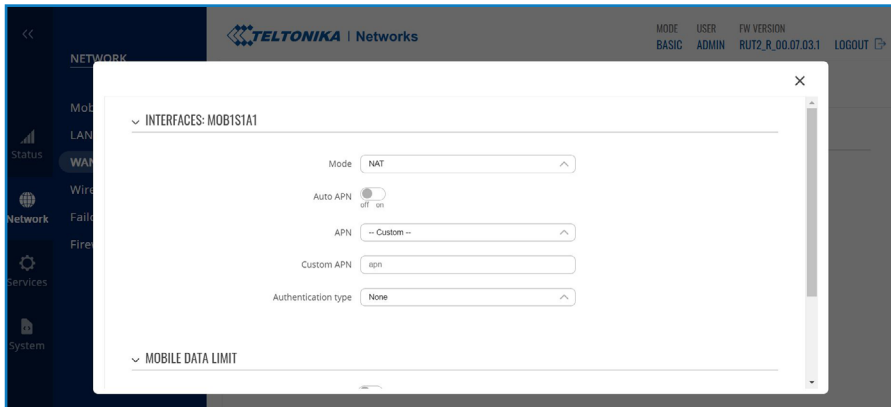 <<
TELTONIKA | Networks
MODE USER FW VERSION
BASIC ADMIN RUT2_R_00.07.03.1 LOGOUT
NETWORK
INTERFACES: MOB1S1A1
Mob
LAN
Status
WAN
Mode NAT
Wire
Auto APN off on
Network
Failo
APN -- Custom --
Fire
Custom APN apn
Services
Authentication type None
System
MOBILE DATA LIMIT